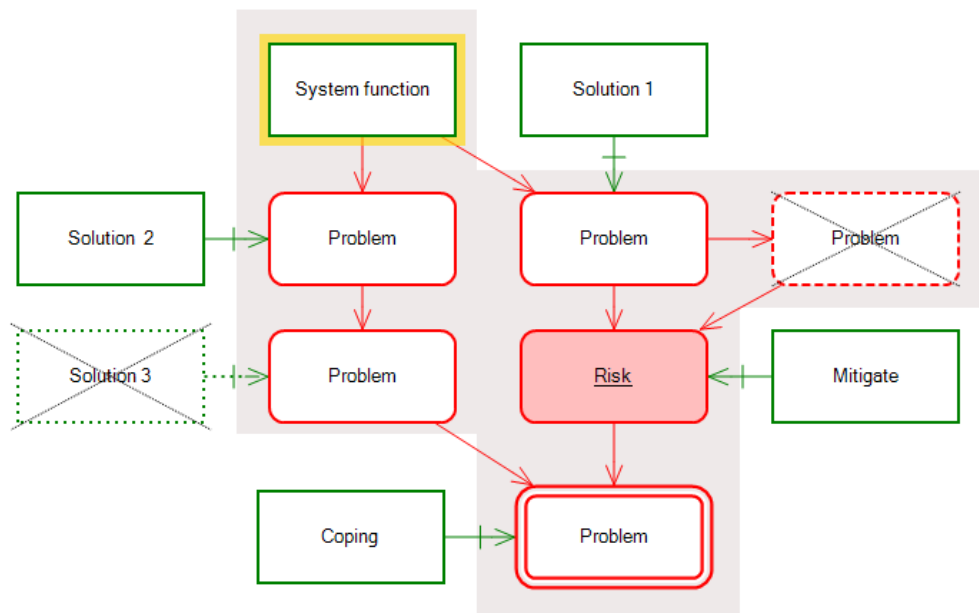 System function
Solution 1
Solution 2
Problem
Problem
Problem
Solution 3
Problem
Risk
Mitigate
Coping
Problem